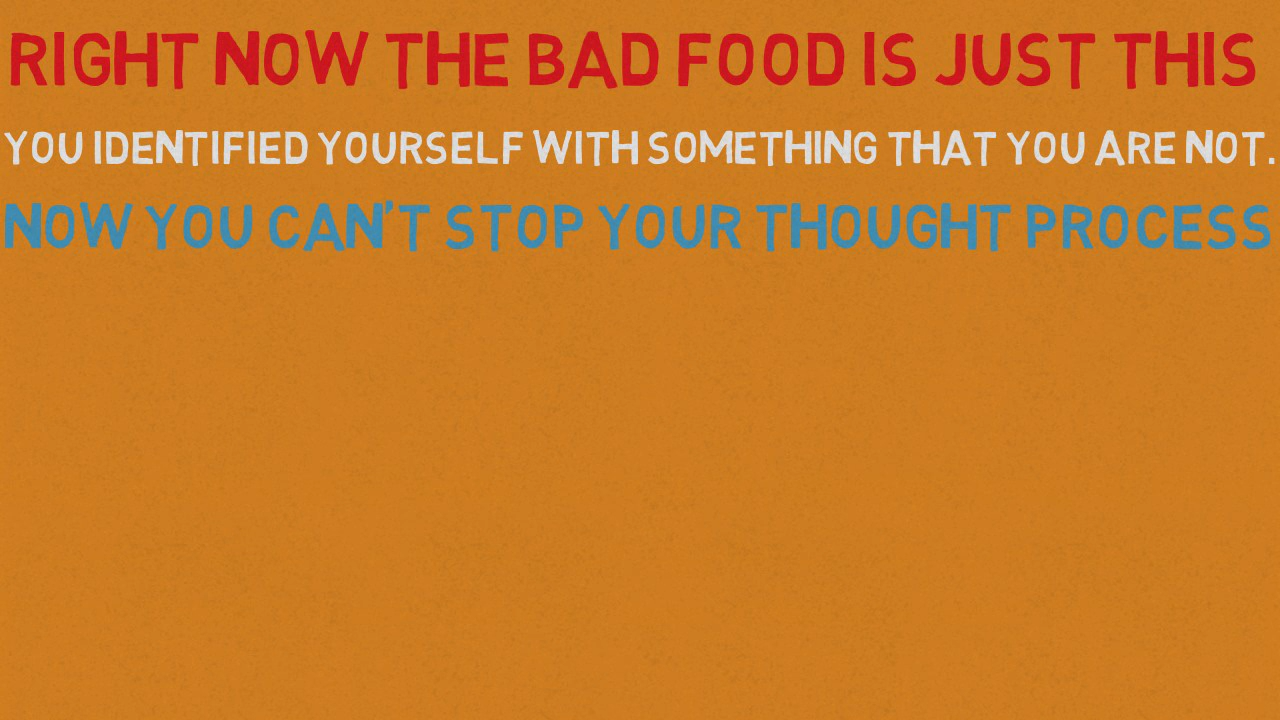 RIGHT NOW THE BAD FOOD IS JUST THIS
YOU IDENTIFIED YOURSELF WITH SOMETHING THAT YOU ARE NOT.
NOW YOU CAN'T STOP YOUR THOUGHT PROCESS